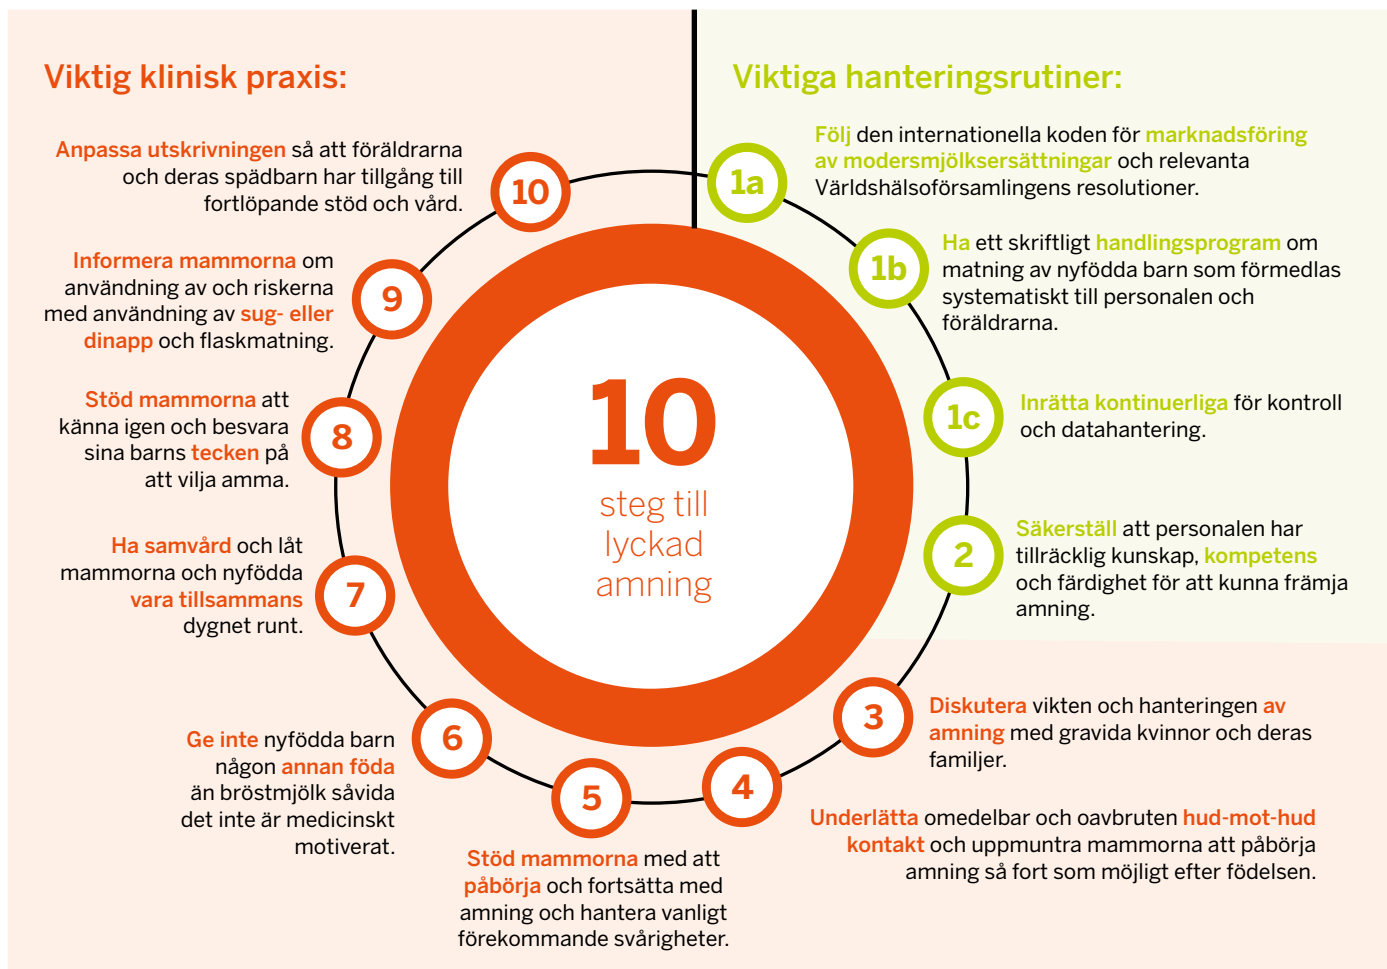 Viktig klinisk praxis:
Viktiga hanteringsrutiner:
1a
Följ den internationella koden för marknadsföring
av modersmjölksersättningar och relevanta
Världshälsoförsamlingens resolutioner.
1b
Ha ett skriftligt handlingsprogram om
matning av nyfödda barn som förmedlas
systematiskt till personalen och
föräldrarna.
1c
Inrätta kontinuerliga för kontroll
och datahantering.
2
Säkerställ att personalen har
tillräcklig kunskap, kompetens
och färdighet för att kunna främja
amning.
3
Diskutera vikten och hanteringen av
amning med gravida kvinnor och deras
familjer.
4
Underlätta omedelbar och oavbruten hud-mot-hud
kontakt och uppmuntra mammorna att påbörja
amning så fort som möjligt efter födelsen.
5
Stöd mammorna med att
påbörja och fortsätta med
amning och hantera vanligt
förekommande svårigheter.
6
Ge inte nyfödda barn
någon annan föda
än bröstmjölk såvida
det inte är medicinskt
motiverat.
7
Ha samvård och låt
mammorna och nyfödda
vara tillsammans
dygnet runt.
8
Stöd mammorna att
känna igen och besvara
sina barns tecken på
att vilja amma.
9
Informera mammorna om
användning av och riskerna
med användning av sug- eller
dinapp och flaskmatning.
10
Anpassa utskrivningen så att föräldrarna
och deras spädbarn har tillgång till
fortlöpande stöd och vård.
10
steg till
lyckad
amning